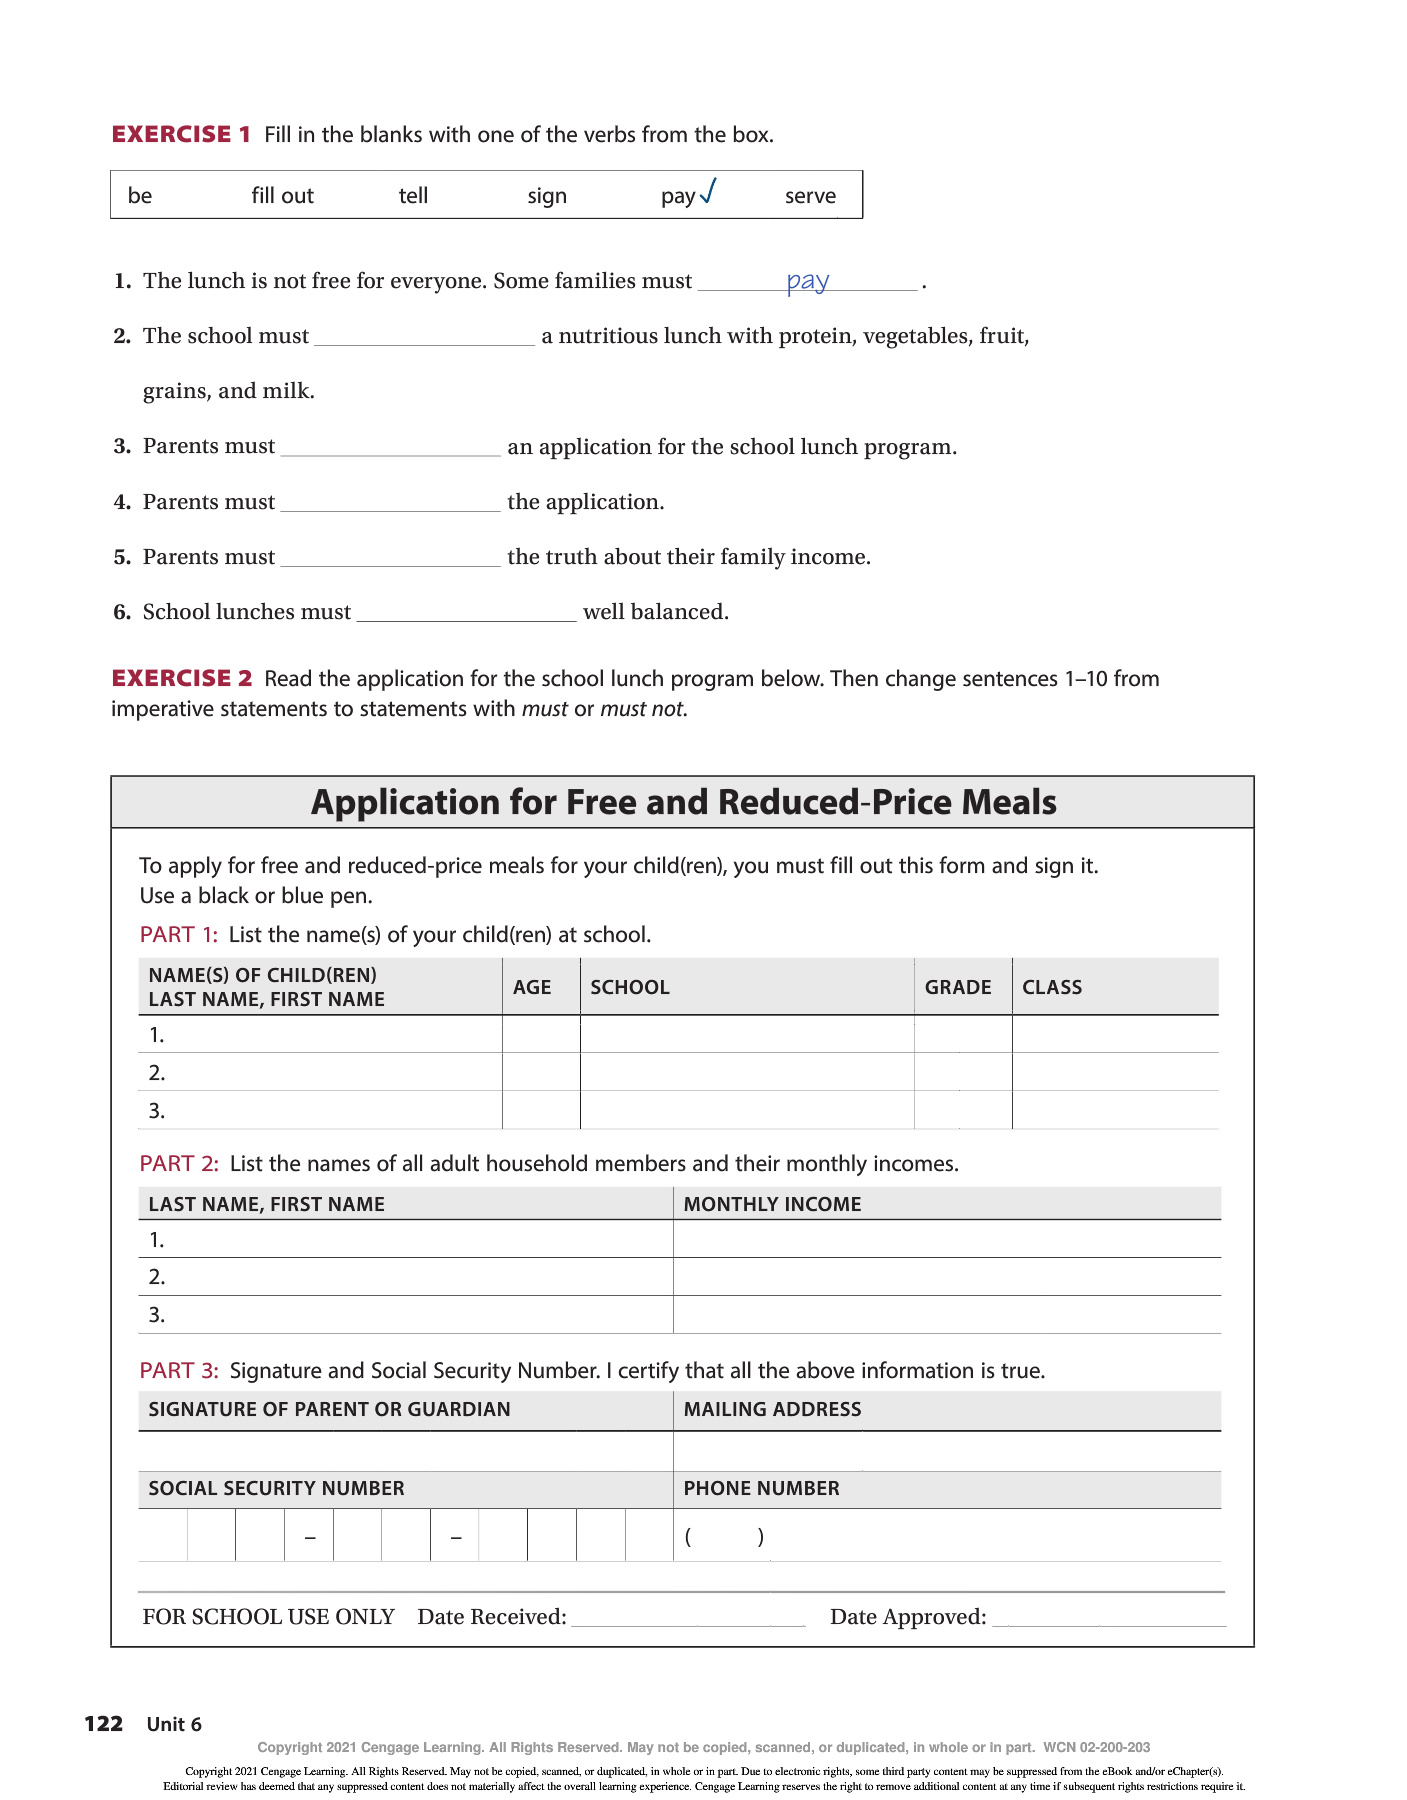 EXERCISE 1 Fill in the blanks with one of the verbs from the box.
be fill out tell sign pay✓ serve
1. The lunch is not free for everyone. Some families must pay .
2. The school must ____________ a nutritious lunch with protein, vegetables, fruit,
grains, and milk.
3. Parents must ____________ an application for the school lunch program.
4. Parents must ____________ the application.
5. Parents must ____________ the truth about their family income.
6. School lunches must ____________ well balanced.
EXERCISE 2 Read the application for the school lunch program below. Then change sentences 1–10 from
imperative statements to statements with must or must not.
Application for Free and Reduced-Price Meals
To apply for free and reduced-price meals for your child(ren), you must fill out this form and sign it.
Use a black or blue pen.
PART 1: List the name(s) of your child(ren) at school.
NAME(S) OF CHILD(REN)
LAST NAME, FIRST NAME AGE SCHOOL GRADE CLASS
1.
2.
3.
PART 2: List the names of all adult household members and their monthly incomes.
LAST NAME, FIRST NAME MONTHLY INCOME
1.
2.
3.
PART 3: Signature and Social Security Number. I certify that all the above information is true.
SIGNATURE OF PARENT OR GUARDIAN MAILING ADDRESS
SOCIAL SECURITY NUMBER PHONE NUMBER
– – ( )
FOR SCHOOL USE ONLY Date Received: ____________ Date Approved: ____________
122 Unit 6
Copyright 2021 Cengage Learning. All Rights Reserved. May not be copied, scanned, or duplicated, in whole or in part. WCN 02-200-203
Copyright 2021 Cengage Learning. All Rights Reserved. May not be copied, scanned, or duplicated, in whole or in part. Due to electronic rights, some third party content may be suppressed from the eBook and/or eChapter(s).
Editorial review has deemed that any suppressed content does not materially affect the overall learning experience. Cengage Learning reserves the right to remove additional content at any time if subsequent rights restrictions require it.